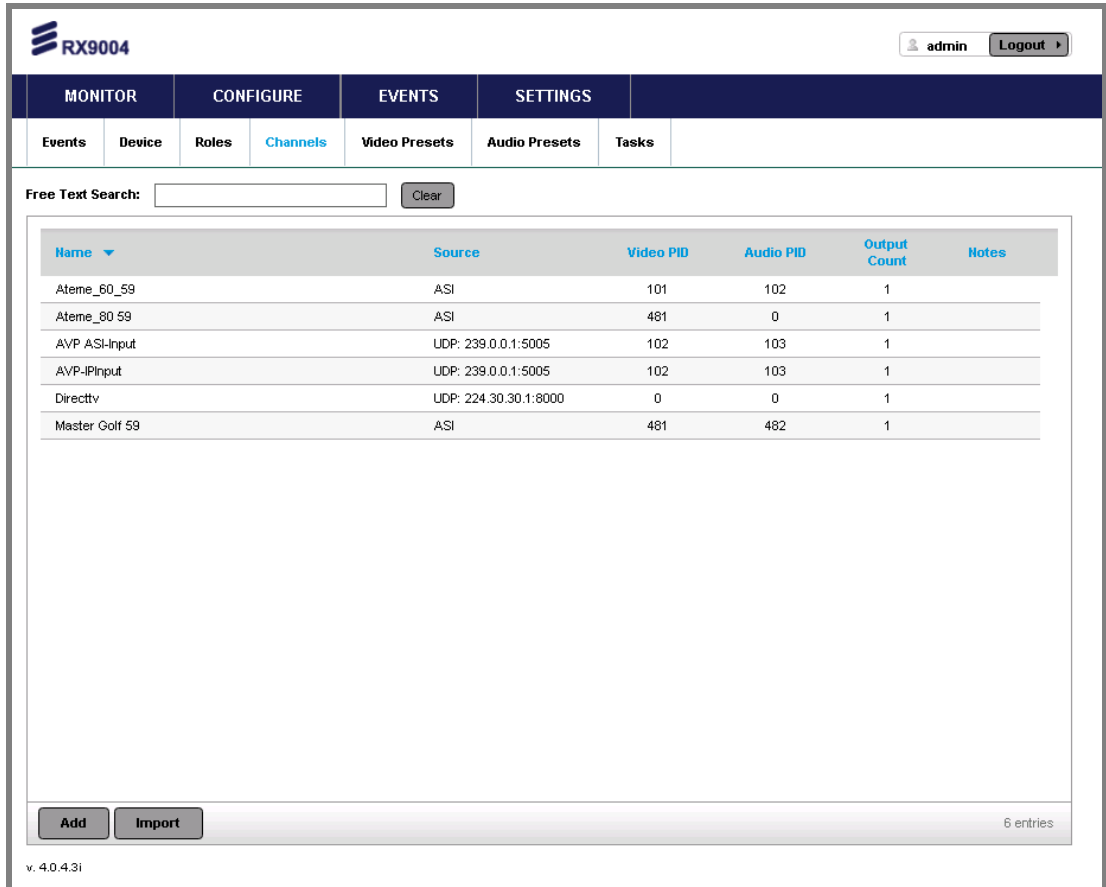 RX9004
admin Logout
MONITOR CONFIGURE EVENTS SETTINGS
Events Device Roles Channels Video Presets Audio Presets Tasks
Free Text Search: Clear
Name Source Video PID Audio PID Output Count Notes
Ateme_60_59 ASI 101 102 1
Ateme_80 59 ASI 481 0 1
AVP ASI-Input UDP: 239.0.0.1:5005 102 103 1
AVP-IPInput UDP: 239.0.0.1:5005 102 103 1
Directtv UDP: 224.30.30.1:8000 0 0 1
Master Golf 59 ASI 481 482 1
Add Import 6 entries
v. 4.0.4.3i